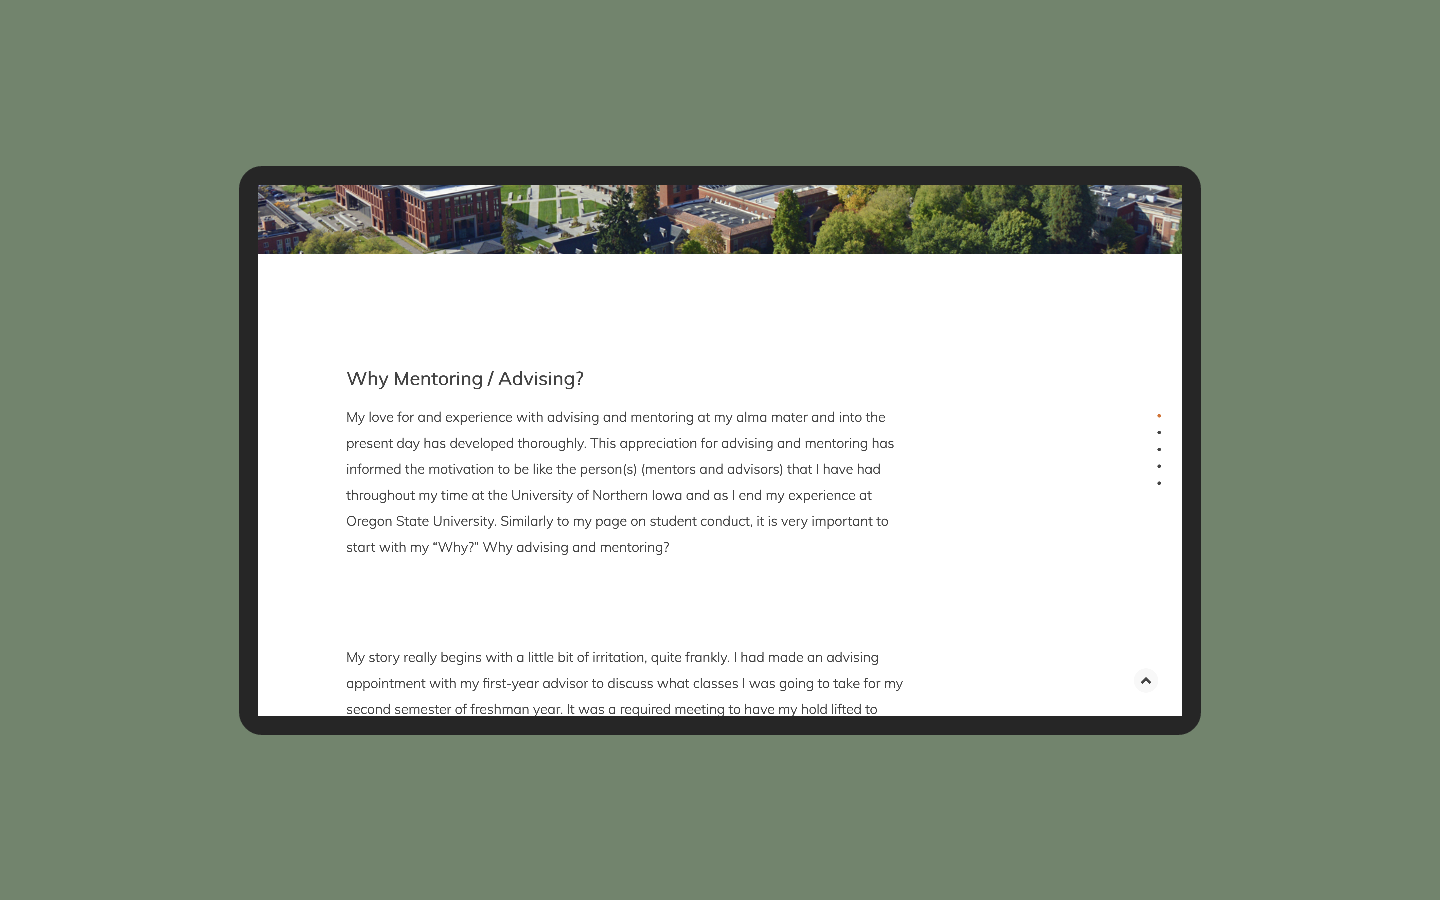 Why Mentoring / Advising?
My love for and experience with advising and mentoring at my alma mater and into the
present day has developed thoroughly. This appreciation for advising and mentoring has
informed the motivation to be like the person(s) (mentors and advisors) that I have had
throughout my time at the University of Northern Iowa and as I end my experience at
Oregon State University. Similarly to my page on student conduct, it is very important to
start with my “Why?” Why advising and mentoring?
My story really begins with a little bit of irritation, quite frankly. I had made an advising
appointment with my first-year advisor to discuss what classes I was going to take for my
second semester of freshman year. It was a required meeting to have my hold lifted to